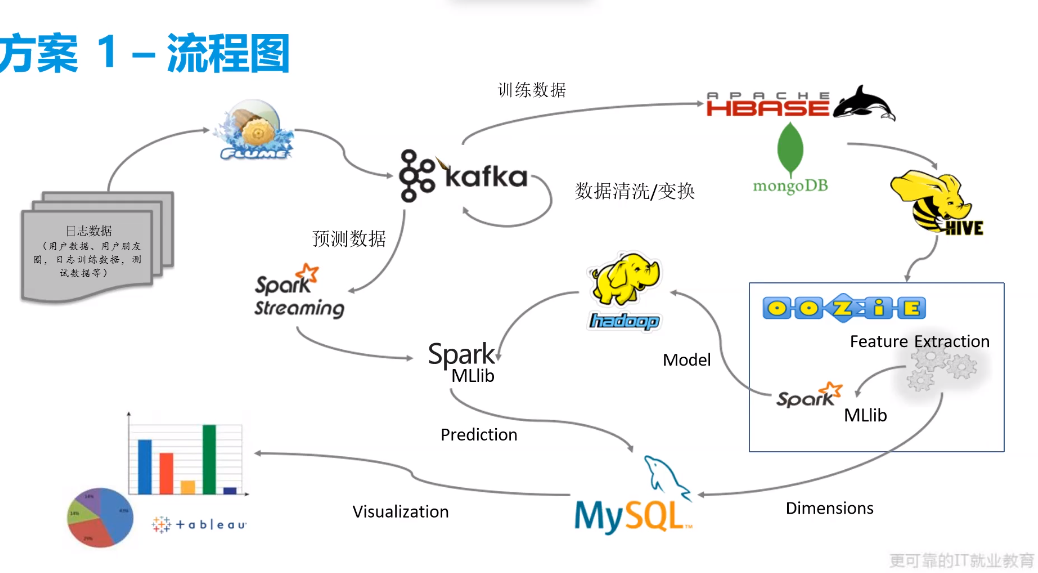 方案 1 – 流程图
训练数据
APACHE
HBASE
FLUME
kafka
mongoDB
数据清洗/变换
HIVE
日志数据
（用户数据、用户朋友
圈，日志训练数据，测
试数据等）
预测数据
Spark
Streaming
hadoop
OOZiE
Feature Extraction
Spark
MLlib
Model
Spark
MLlib
Prediction
MySQL
Dimensions
Visualization
+ableau
更可靠的IT就业教育